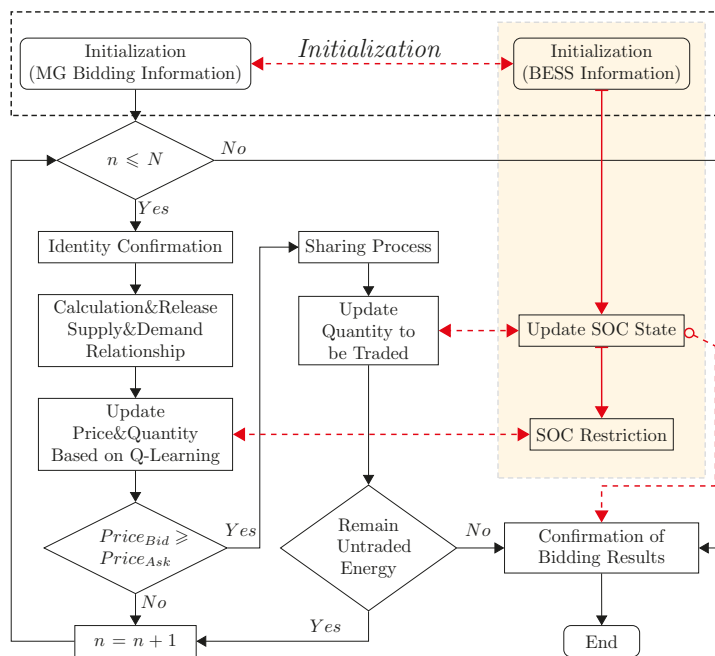 Initialization
(MG Bidding Information)
Initialization
Initialization
(BESS Information)
n ⩽ N
No
Yes
Identity Confirmation
Sharing Process
Calculation&Release
Supply&Demand
Relationship
Update
Quantity to
be Traded
Update SOC State
Update
Price&Quantity
Based on Q-Learning
SOC Restriction
Price_Bid ⩾
Price_Ask
Yes
No
Remain
Untraded
Energy
No
Yes
Confirmation of
Bidding Results
n = n + 1
End